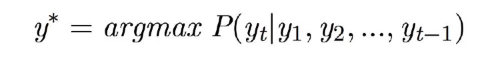 y* = argmax P(y_t|y_1, y_2, ..., y_{t−1})